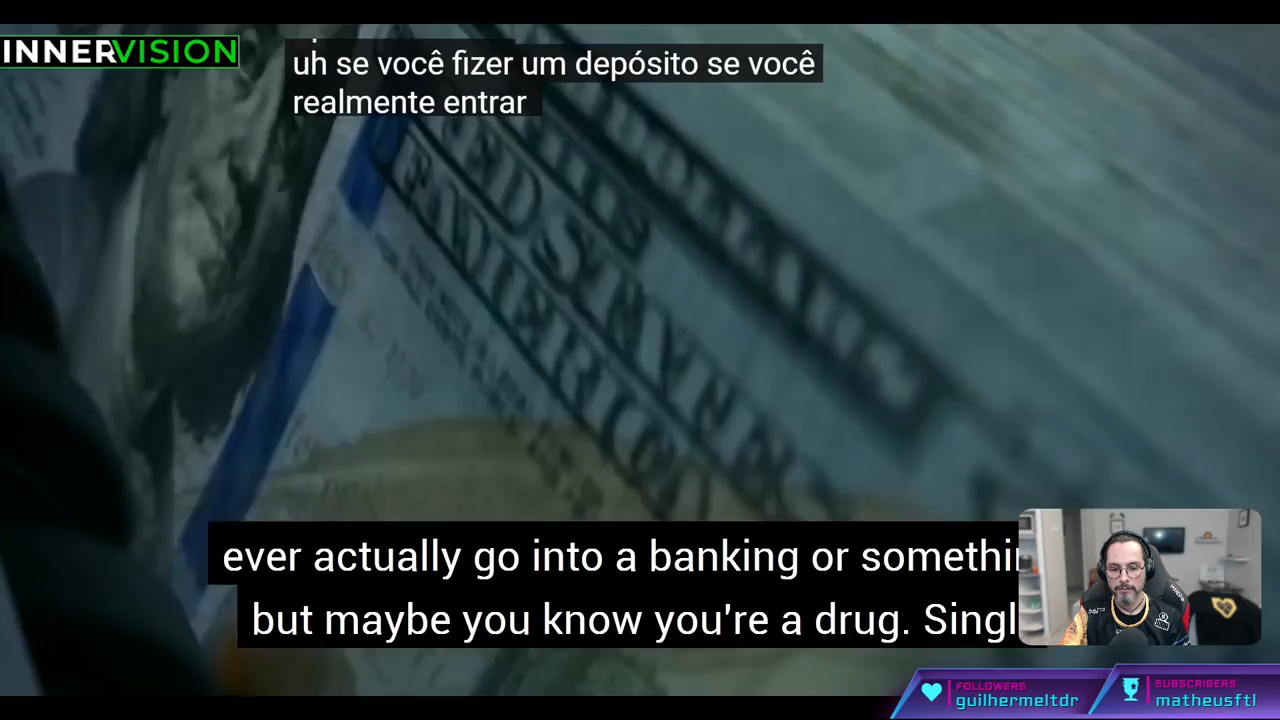 INNERVISION
uh se você fizer um depósito se você
realmente entrar
ever actually go into a banking or somethi
but maybe you know you're a drug. Singl
FOLLOWERS
guilhermeltdr
SUBSCRIBERS
matheusftl